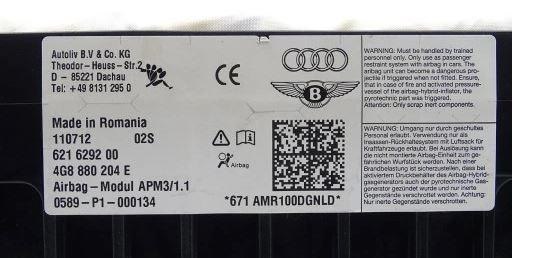 Autoliv B.V & Co. KG
Theodor - Heuss - Str.2
D - 85221 Dachau
Tel: +49 8131 295 0
CE
B
Made in Romania
110712 02S
621 6292 00
4G8 880 204 E
Airbag - Modul APM3/1.1
0589 - P1 - 000134
Airbag
*671 AMR100DGNLD*
WARNING: Must be handled by trained
personnel only. Only use as passenger
restraint system with airbag in cars. The
airbag unit can become a dangerous pro-
jectile if triggered when not fitted. Ensure,
that in case of fire and activated pressure-
vessel of the airbag-hybrid-inflator, the
pyrotechnic part was triggered.
Attention: Only scrap inert components.
WARNUNG: Umgang nur durch geschultes
Personal erlaubt. Verwendung nur als
Insassen-Rückhaltesystem mit Luftsack für
Kraftfahrzeuge erlaubt. Bei Auslösung kann
die nicht montierte Airbag-Einheit zum ge-
fährlichen Wurfstück werden. Nach einer
Brandbelastung ist sicherzustellen, dass bei
aktiviertem Druckbehälter des Airbag-Hybrid-
gasgenerators auch der pyrotechnische Gas-
generator gezündet wurde und nur inerte
Gegenstände verschrottet werden. Achtung:
Nur inerte Gegenstände verschrotten.